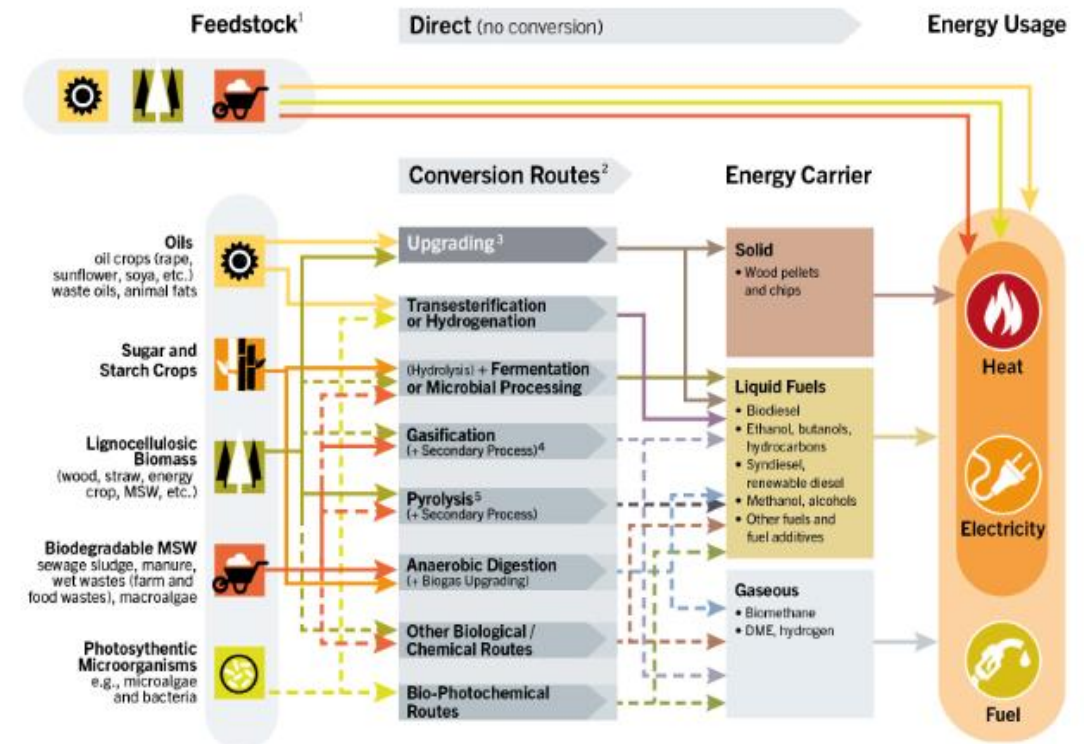 Feedstock¹
Direct (no conversion)
Energy Usage
Conversion Routes²
Energy Carrier
Oils
oil crops (rape,
sunflower, soya, etc.)
waste oils, animal fats
Sugar and
Starch Crops
Lignocellulosic
Biomass
(wood, straw, energy
crop, MSW, etc.)
Biodegradable MSW
sewage sludge, manure,
wet wastes (farm and
food wastes), macroalgae
Photosythentic
Microorganisms
e.g., microalgae
and bacteria
Upgrading³
Transesterification
or Hydrogenation
(Hydrolysis) + Fermentation
or Microbial Processing
Gasification
(+ Secondary Process)⁴
Pyrolysis⁵
(+ Secondary Process)
Anaerobic Digestion
(+ Biogas Upgrading)
Other Biological /
Chemical Routes
Bio-Photochemical
Routes
Solid
• Wood pellets
and chips
Liquid Fuels
• Biodiesel
• Ethanol, butanols,
hydrocarbons
• Syndiesel,
renewable diesel
• Methanol, alcohols
• Other fuels and
fuel additives
Gaseous
• Biomethane
• DME, hydrogen
Heat
Electricity
Fuel